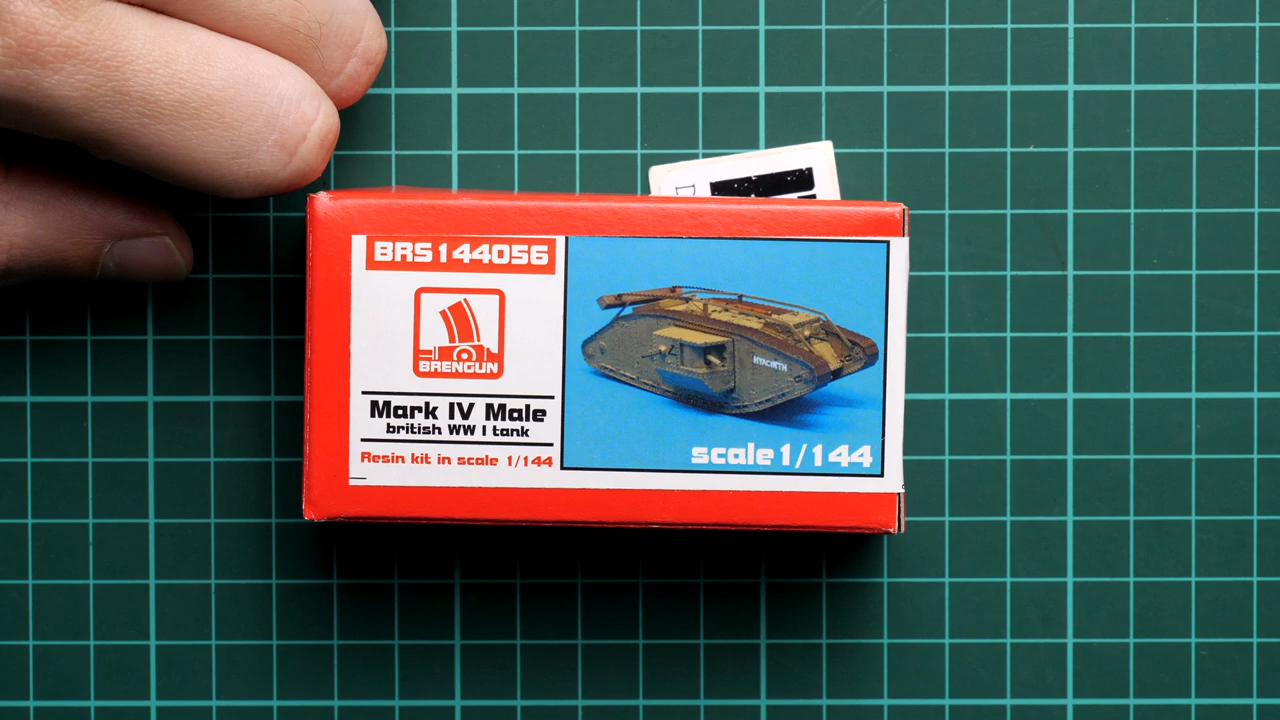 D
BRS144056
BRENGUN
Mark IV Male
british WW I tank
Resin kit in scale 1/144
HYACINTH
scale 1/144